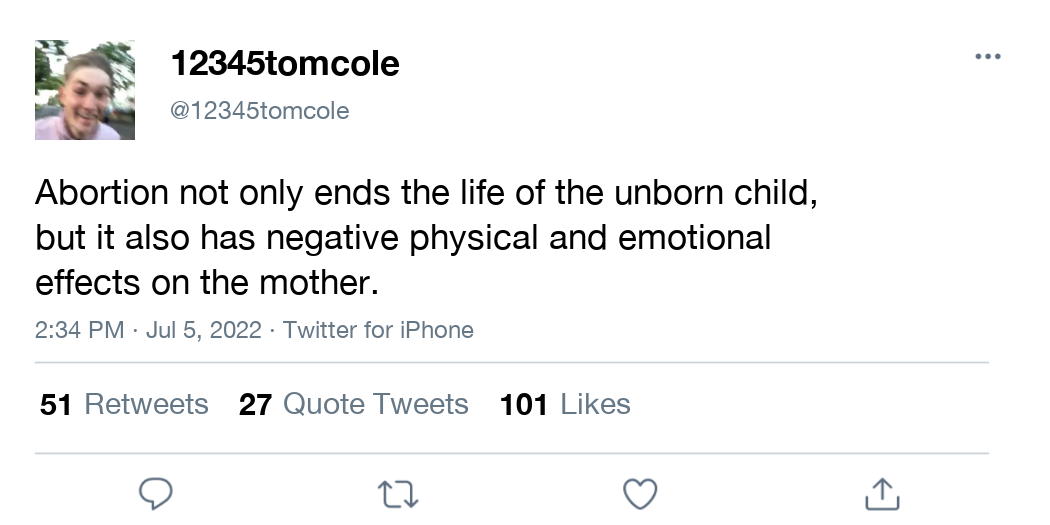 12345tomcole
@12345tomcole
Abortion not only ends the life of the unborn child,
but it also has negative physical and emotional
effects on the mother.
2:34 PM · Jul 5, 2022 · Twitter for iPhone
51 Retweets 27 Quote Tweets 101 Likes